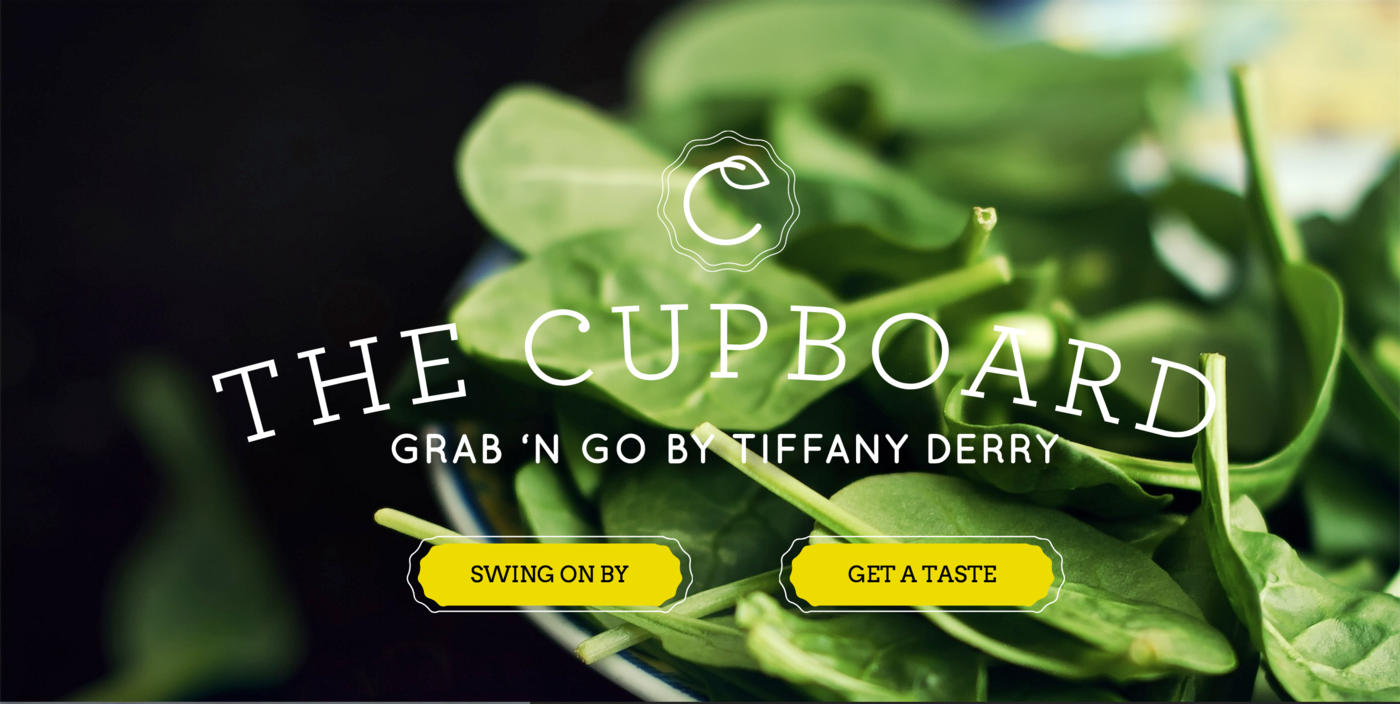 C
THE CUPBOARD
GRAB ‘N GO BY TIFFANY DERRY
SWING ON BY
GET A TASTE